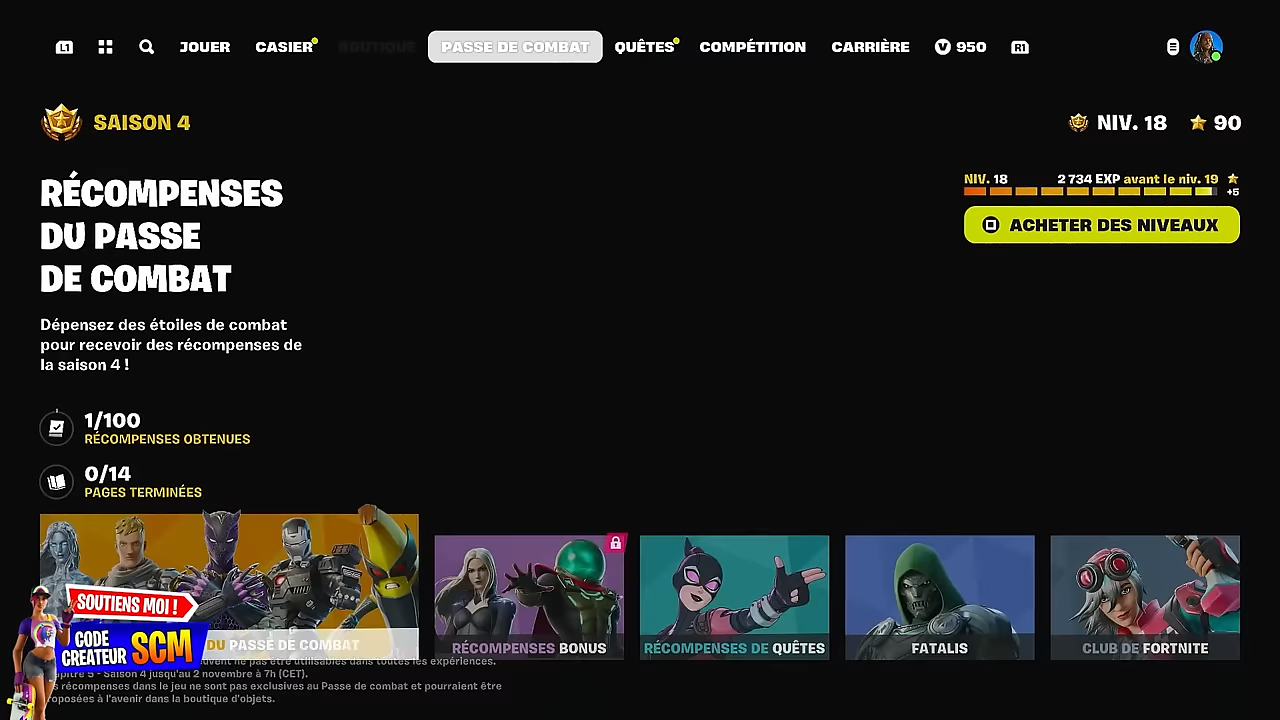 L1 JOUER CASIER BOUTIQUE PASSE DE COMBAT QUÊTES COMPÉTITION CARRIÈRE V 950 R1
SAISON 4
NIV. 18 90
RÉCOMPENSES
DU PASSE
DE COMBAT
NIV. 18 2 734 EXP avant le niv. 19
+5
ACHETER DES NIVEAUX
Dépensez des étoiles de combat
pour recevoir des récompenses de
la saison 4 !
1/100
RÉCOMPENSES OBTENUES
0/14
PAGES TERMINÉES
DU PASSE DE COMBAT
RÉCOMPENSES BONUS
RÉCOMPENSES DE QUÊTES
FATALIS
CLUB DE FORTNITE
SOUTIENS MOI !
CODE
CREATEUR SCM
ne pas être utilisables dans toutes les expériences.
5 - Saison 4 jusqu'au 2 novembre à 7h (CET).
récompenses dans le jeu ne sont pas exclusives au Passe de combat et pourraient être
à l'avenir dans la boutique d'objets.